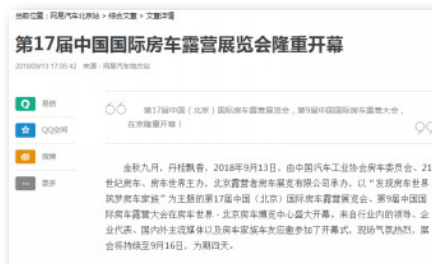 当前位置：网易汽车北京站 > 综合文章 > 文章详情
第17届中国国际房车露营展览会隆重开幕
2018/09/13 17:05:42 来源：网易汽车地方站
易信
第17届中国（北京）国际房车露营展览会，第9届中国国际房车露营大会，
在京隆重开幕！
QQ空间
微博
更多
金秋九月，丹桂飘香，2018年9月13日，由中国汽车工业协会房车委员会、21
世纪房车、房车世界主办，北京露营者房车展览有限公司承办，以“发现房车世界
筑梦房车家族”为主题的第17届中国（北京）国际房车露营展览会、第9届中国国
际房车露营大会在房车世界·北京房车博览中心盛大开幕。来自行业内的领导、企
业代表、国内外主流媒体以及房车家族车友应邀参加了开幕式，现场气氛热烈，展
会将持续至9月16日，为期四天。